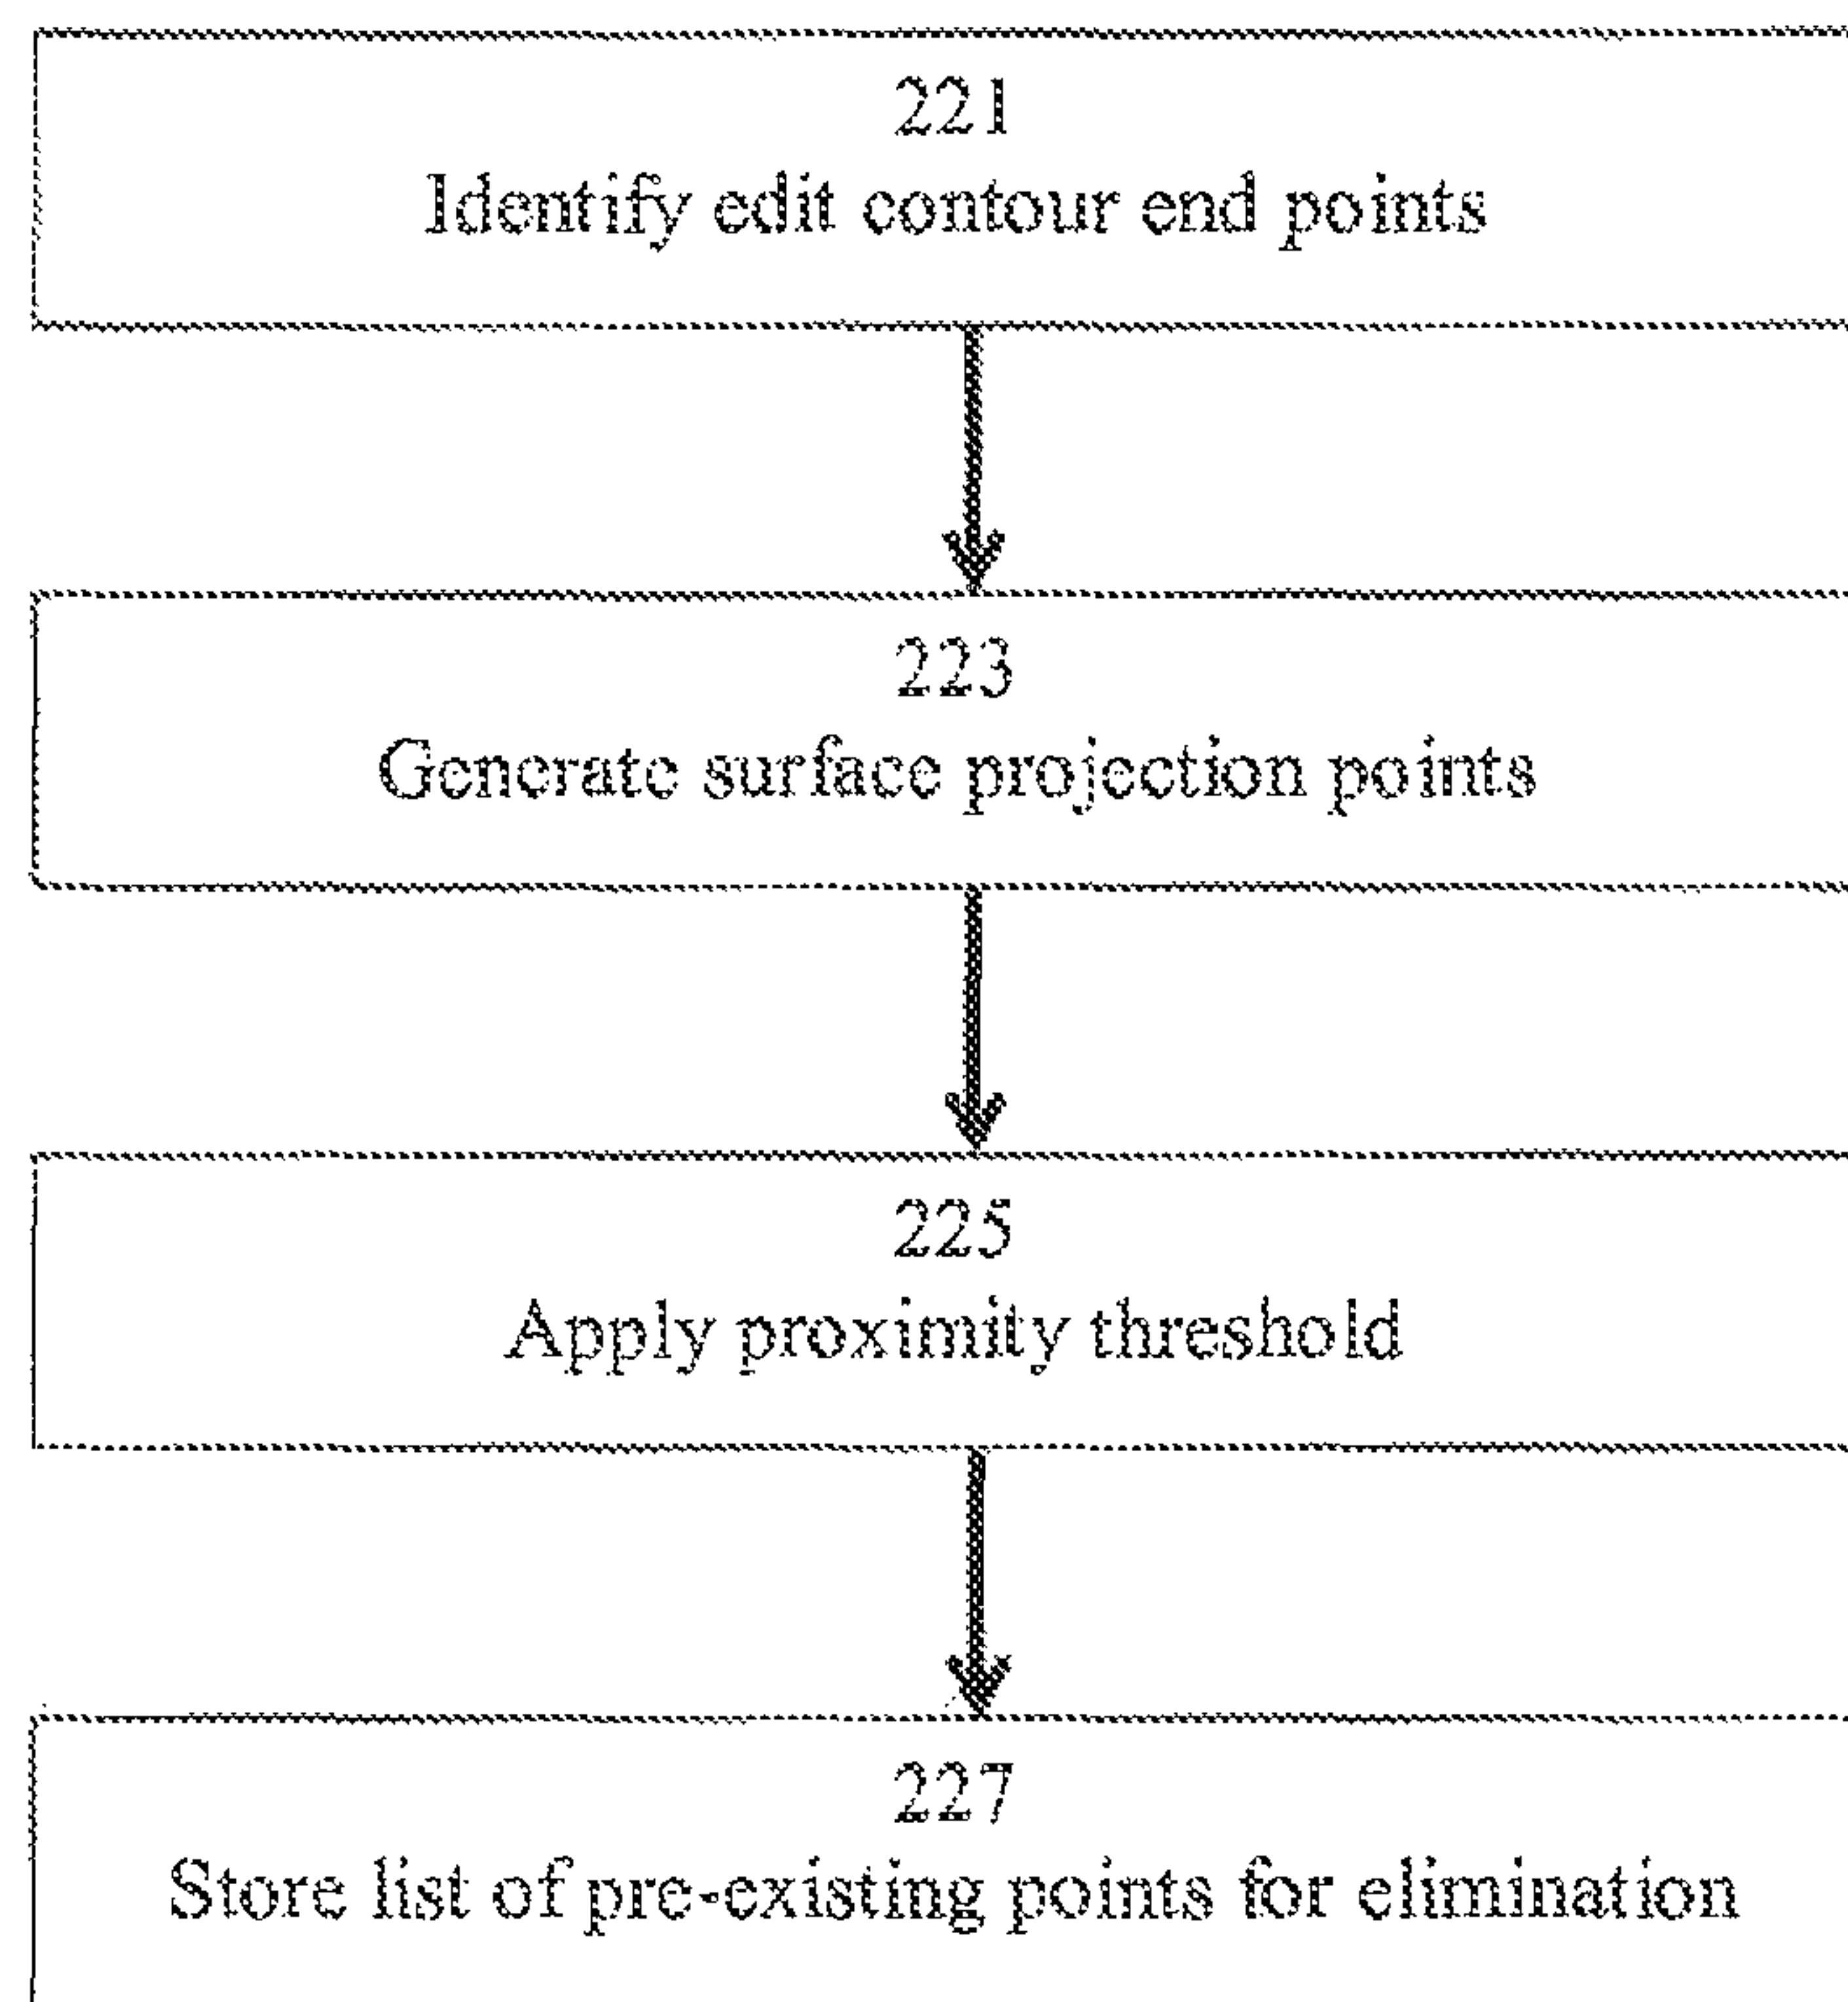 221
Identify edit contour end points
223
Generate surface projection points
225
Apply proximity threshold
227
Store list of pre-existing points for elimination